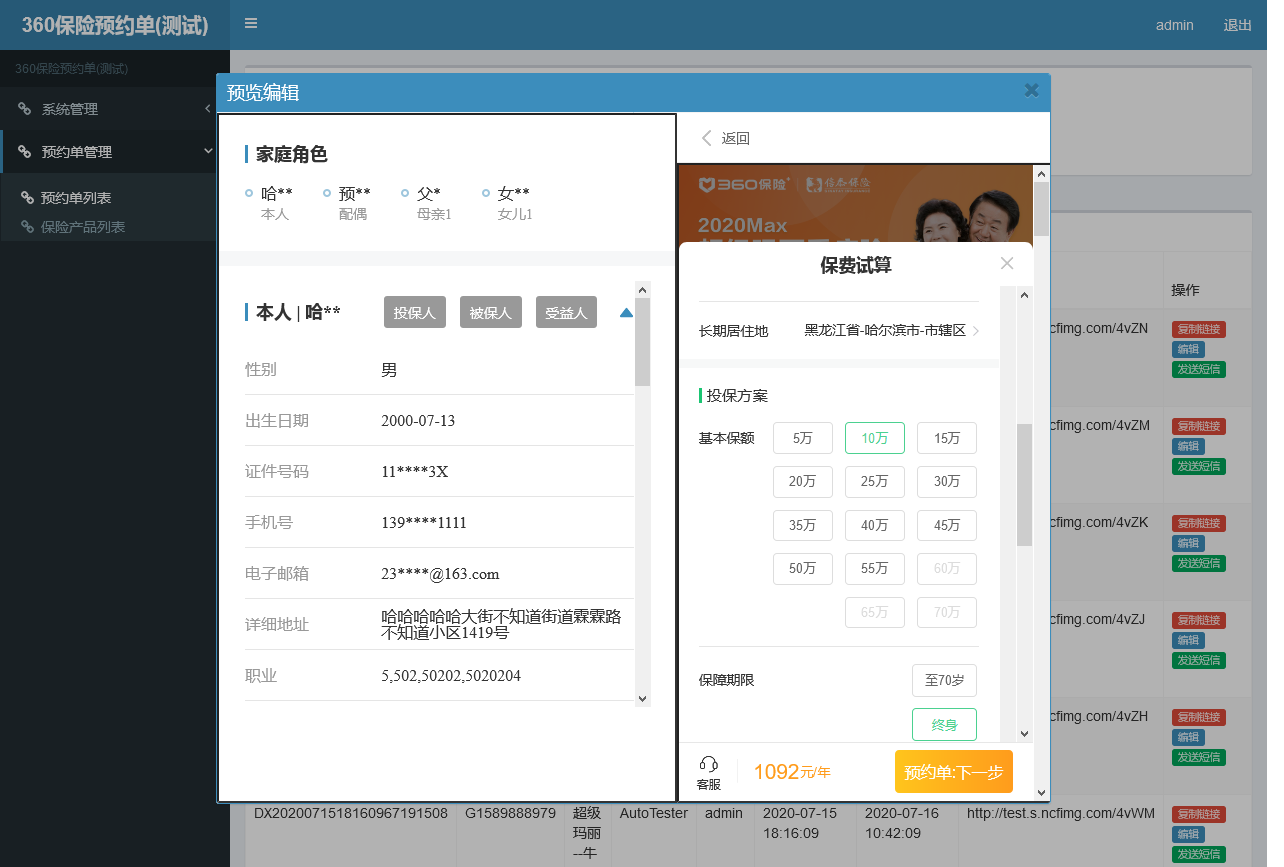 360保险预约单(测试)
admin
退出
360保险预约单(测试)
系统管理
预约单管理
预约单列表
保险产品列表
预览编辑
家庭角色
哈** 预** 父* 女**
本人 配偶 母亲1 女儿1
本人 | 哈** 投保人 被保人 受益人
性别 男
出生日期 2000-07-13
证件号码 11****3X
手机号 139****1111
电子邮箱 23****@163.com
详细地址 哈哈哈哈哈大街不知道街道霖霖路
不知道小区1419号
职业 5,502,50202,5020204
返回
360保险 信泰保险
2020Max
保费试算
长期居住地 黑龙江省-哈尔滨市-市辖区
投保方案
基本保额 5万 10万 15万
20万 25万 30万
35万 40万 45万
50万 55万 60万
65万 70万
保障期限 至70岁
终身
客服 1092元/年 预约单:下一步
操作
cfimg.com/4vZN 复制链接
编辑
发送短信
cfimg.com/4vZM 复制链接
编辑
发送短信
cfimg.com/4vZK 复制链接
编辑
发送短信
cfimg.com/4vZJ 复制链接
编辑
发送短信
cfimg.com/4vZH 复制链接
编辑
发送短信
DX2020071518160967191508 G1589888979 超级 AutoTester admin 2020-07-15 2020-07-16 http://test.s.ncfimg.com/4vWM 复制链接
玛丽 18:16:09 10:42:09 编辑
--牛 发送短信